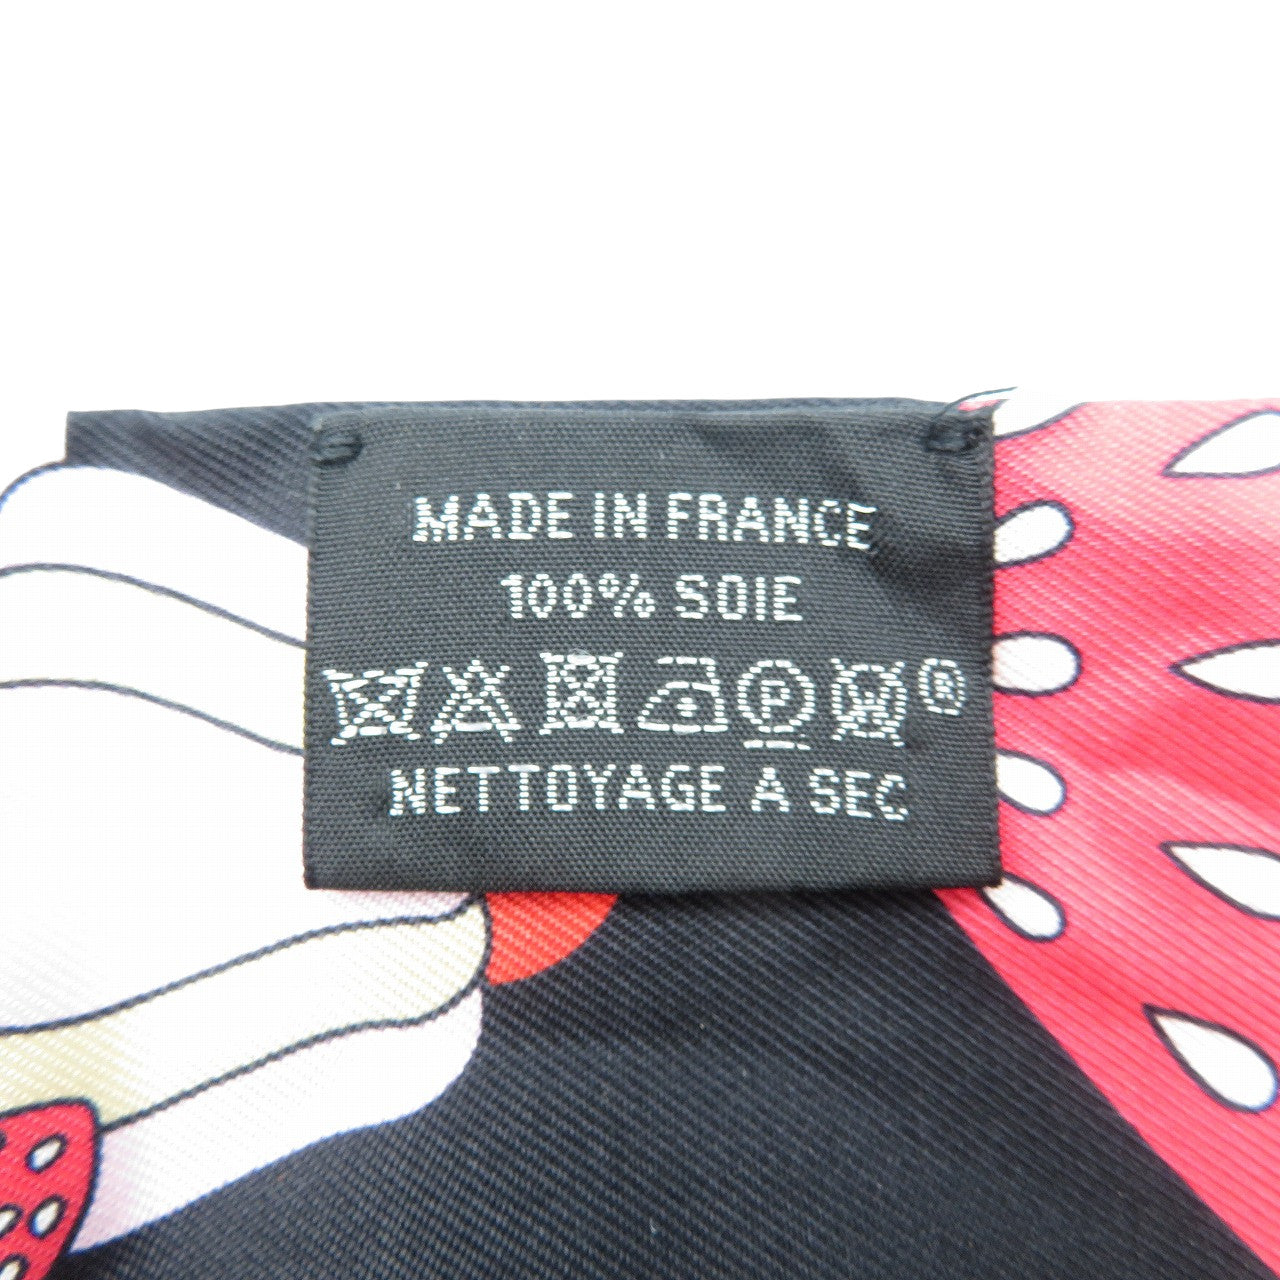 MADE IN FRANCE
100% SOIE
P W ®
NETTOYAGE A SEC